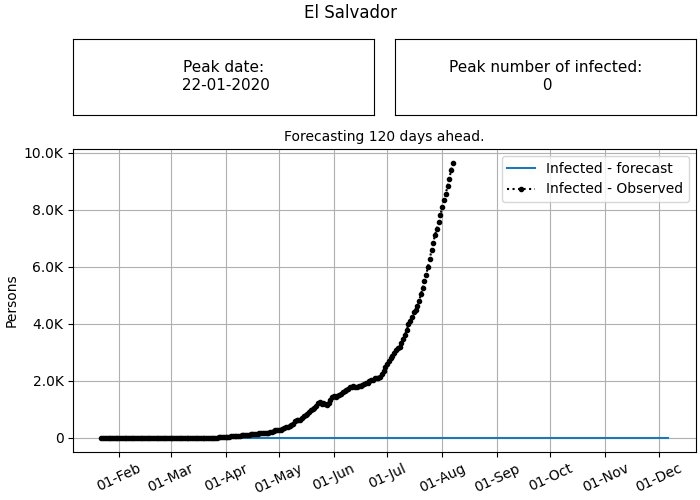 El Salvador
Peak date:
22-01-2020
Peak number of infected:
0
Forecasting 120 days ahead.
Infected - forecast
Infected - Observed
Persons
10.0K
8.0K
6.0K
4.0K
2.0K
0
01-Feb
01-Mar
01-Apr
01-May
01-Jun
01-Jul
01-Aug
01-Sep
01-Oct
01-Nov
01-Dec